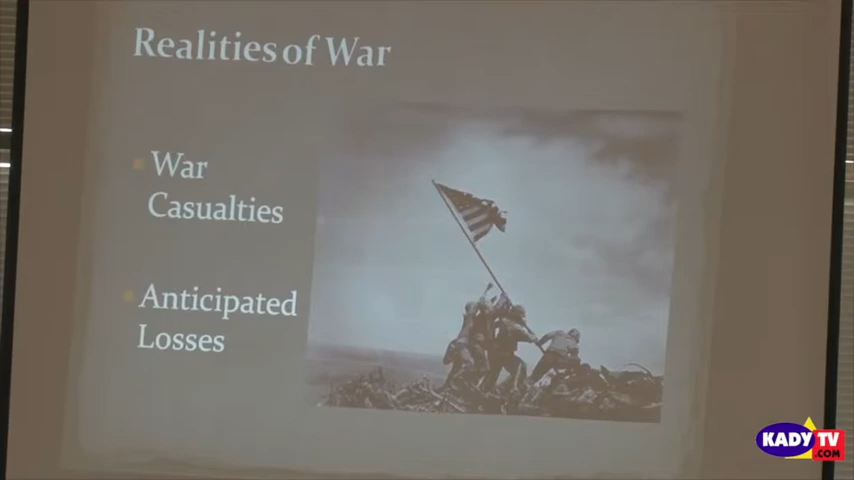 Realities of War
War
Casualties
Anticipated
Losses
KADY TV
.COM